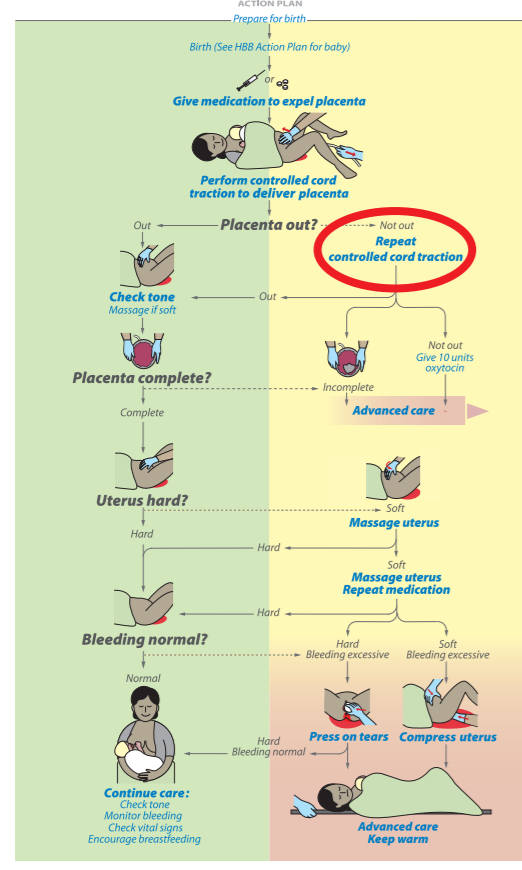 ACTION PLAN
Prepare for birth
Birth (See HBB Action Plan for baby)
or
Give medication to expel placenta
Perform controlled cord
traction to deliver placenta
Placenta out?
Out
Not out
Repeat
controlled cord traction
Check tone
Massage if soft
Out
Placenta complete?
Incomplete
Not out
Give 10 units
oxytocin
Complete
Advanced care
Uterus hard?
Soft
Massage uterus
Hard
Hard
Soft
Massage uterus
Repeat medication
Hard
Bleeding normal?
Hard
Bleeding excessive
Soft
Bleeding excessive
Normal
Press on tears
Compress uterus
Hard
Bleeding normal
Continue care:
Check tone
Monitor bleeding
Check vital signs
Encourage breastfeeding
Advanced care
Keep warm